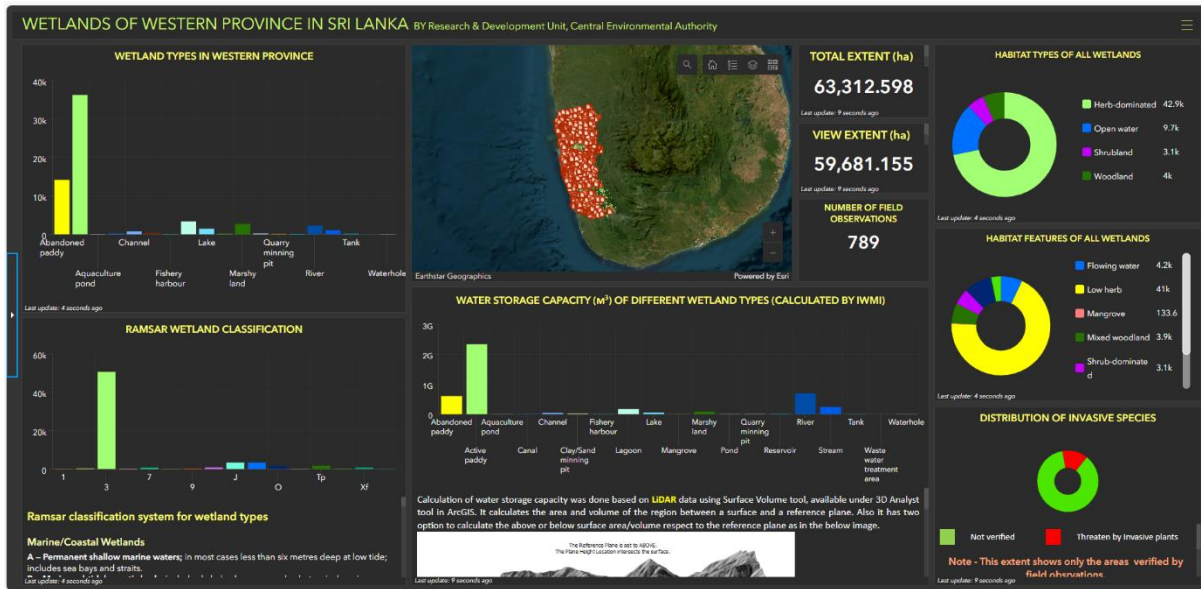 WETLANDS OF WESTERN PROVINCE IN SRI LANKA BY Research & Development Unit, Central Environmental Authority
WETLAND TYPES IN WESTERN PROVINCE
40k
30k
20k
10k
0
Abandoned paddy
Channel
Lake
Quarry minning pit
Tank
Aquaculture pond
Fishery harbour
Marshy land
River
Waterhole
Last update: 4 seconds ago
RAMSAR WETLAND CLASSIFICATION
60k
40k
20k
0
1
3
7
9
J
O
Tp
Xf
Ramsar classification system for wetland types
Marine/Coastal Wetlands
A – Permanent shallow marine waters; in most cases less than six metres deep at low tide;
includes sea bays and straits.
Last update: 4 seconds ago
Earthstar Geographics
Powered by Esri
TOTAL EXTENT (ha)
63,312.598
Last update: 9 seconds ago
VIEW EXTENT (ha)
59,681.155
Last update: 9 seconds ago
NUMBER OF FIELD
OBSERVATIONS
789
WATER STORAGE CAPACITY (м³) OF DIFFERENT WETLAND TYPES (CALCULATED BY IWMI)
3G
2G
1G
0
Abandoned paddy
Aquaculture pond
Channel
Fishery harbour
Lake
Marshy land
Quarry minning pit
River
Tank
Waterhole
Active paddy
Canal
Clay/Sand minning pit
Lagoon
Mangrove
Pond
Reservoir
Stream
Waste water treatment area
Calculation of water storage capacity was done based on LiDAR data using Surface Volume tool, available under 3D Analyst
tool in ArcGIS. It calculates the area and volume of the region between a surface and a reference plane. Also it has two
option to calculate the above or below surface area/volume respect to the reference plane as in the below image.
The Reference Plane is set to ABOVE.
The Plane Height Location intersects the surface.
Last update: 9 seconds ago
HABITAT TYPES OF ALL WETLANDS
Herb-dominated 42.9k
Open water 9.7k
Shrubland 3.1k
Woodland 4k
Last update: 4 seconds ago
HABITAT FEATURES OF ALL WETLANDS
Flowing water 4.2k
Low herb 41k
Mangrove 133.6
Mixed woodland 3.9k
Shrub-dominate 3.1k
d
Last update: 4 seconds ago
DISTRIBUTION OF INVASIVE SPECIES
Not verified
Threaten by Invasive plants
Note - This extent shows only the areas verified by
field obsrvations
Last update: 9 seconds ago